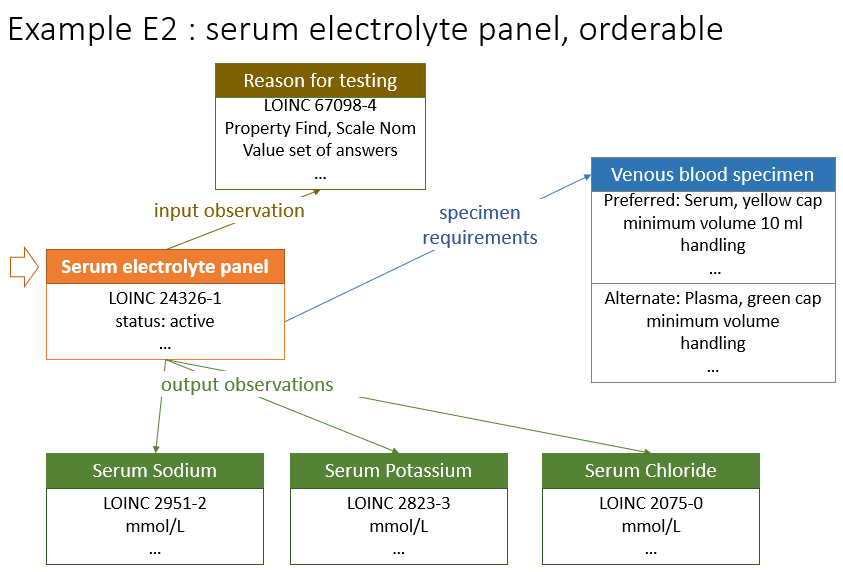 Example E2 : serum electrolyte panel, orderable
Reason for testing
LOINC 67098-4
Property Find, Scale Nom
Value set of answers
...
input observation
specimen
requirements
Venous blood specimen
Preferred: Serum, yellow cap
minimum volume 10 ml
handling
...
Alternate: Plasma, green cap
minimum volume
handling
...
Serum electrolyte panel
LOINC 24326-1
status: active
...
output observations
Serum Sodium
LOINC 2951-2
mmol/L
...
Serum Potassium
LOINC 2823-3
mmol/L
...
Serum Chloride
LOINC 2075-0
mmol/L
...